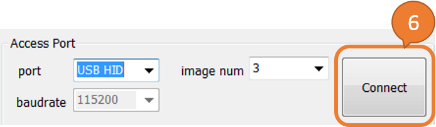 6
Access Port
port USB HID image num 3 Connect
baudrate 115200